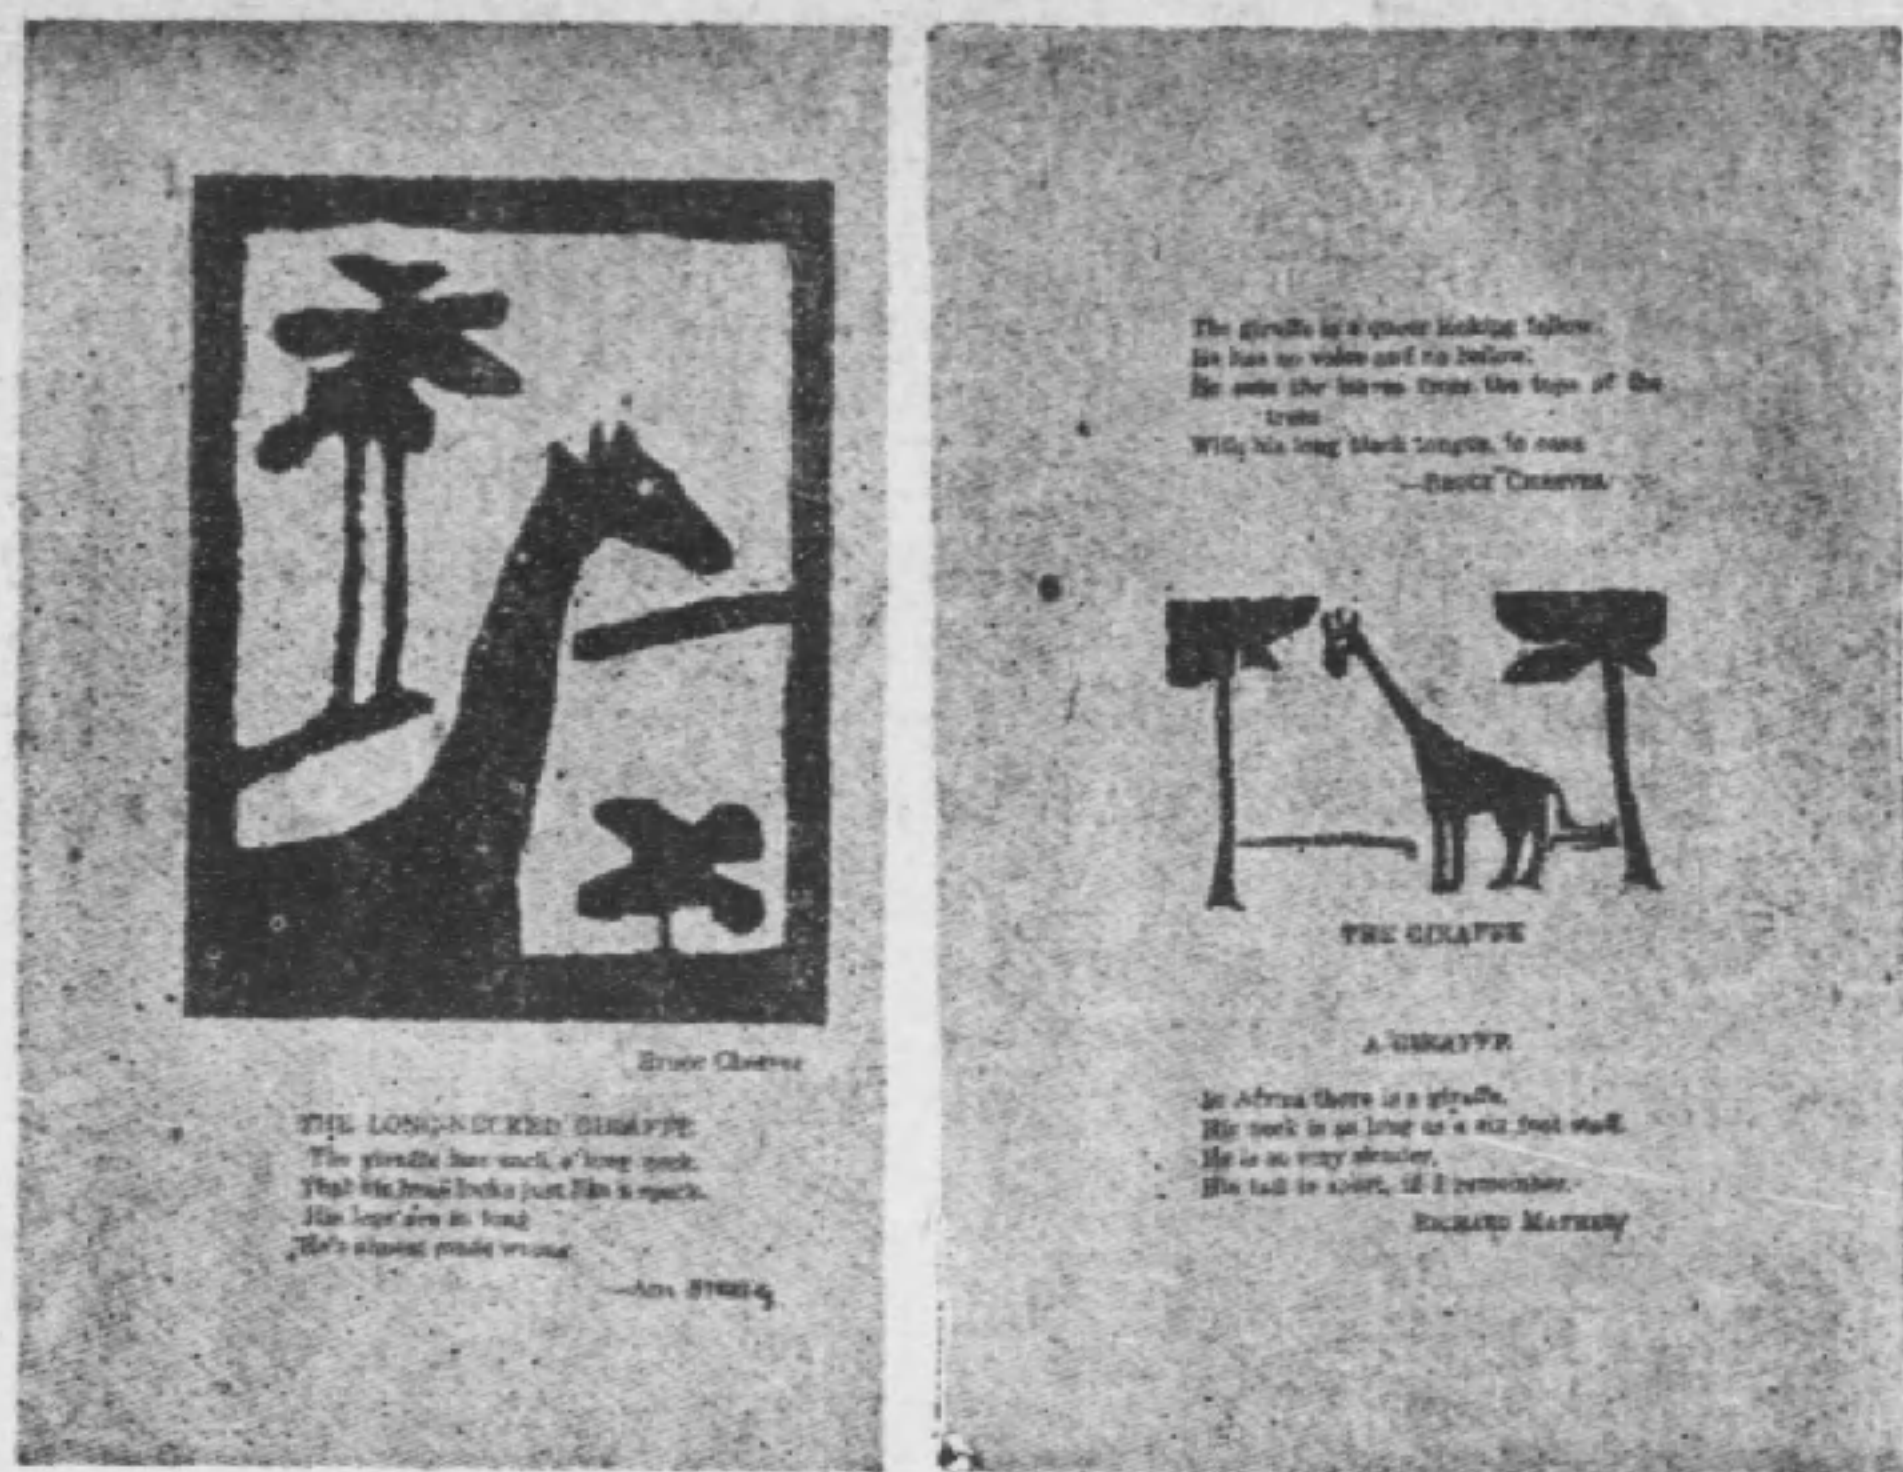 Bruce Cheever
THE LONG-NECKED GIRAFFE
The giraffe has such a long neck
That his head looks just like a speck.
His legs are so long
He's almost made wrong
—Ann
The giraffe is a queer looking fellow.
He has no voice and no bellow;
He eats the leaves from the tops of the
trees
With his long black tongue,
—BRUCE CHEEVER
THE GIRAFFE
A GIRAFFE
In Africa there is a giraffe.
His neck is as long as a six foot staff.
He is so very slender,
His tail is short, if I remember.
RICHARD